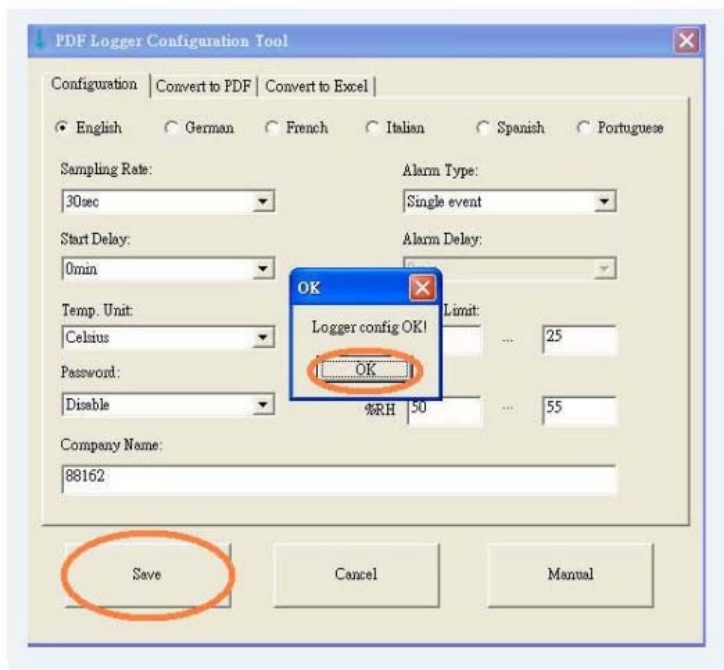 PDF Logger Configuration Tool
Configuration Convert to PDF Convert to Excel
English German French Italian Spanish Portuguese
Sampling Rate: Alarm Type:
30sec Single event
Start Delay: Alarm Delay:
0min
Temp. Unit: Limit:
Celsius 25
OK
Logger config OK!
OK
Password:
Disable %RH 50 ... 55
Company Name:
88162
Save Cancel Manual